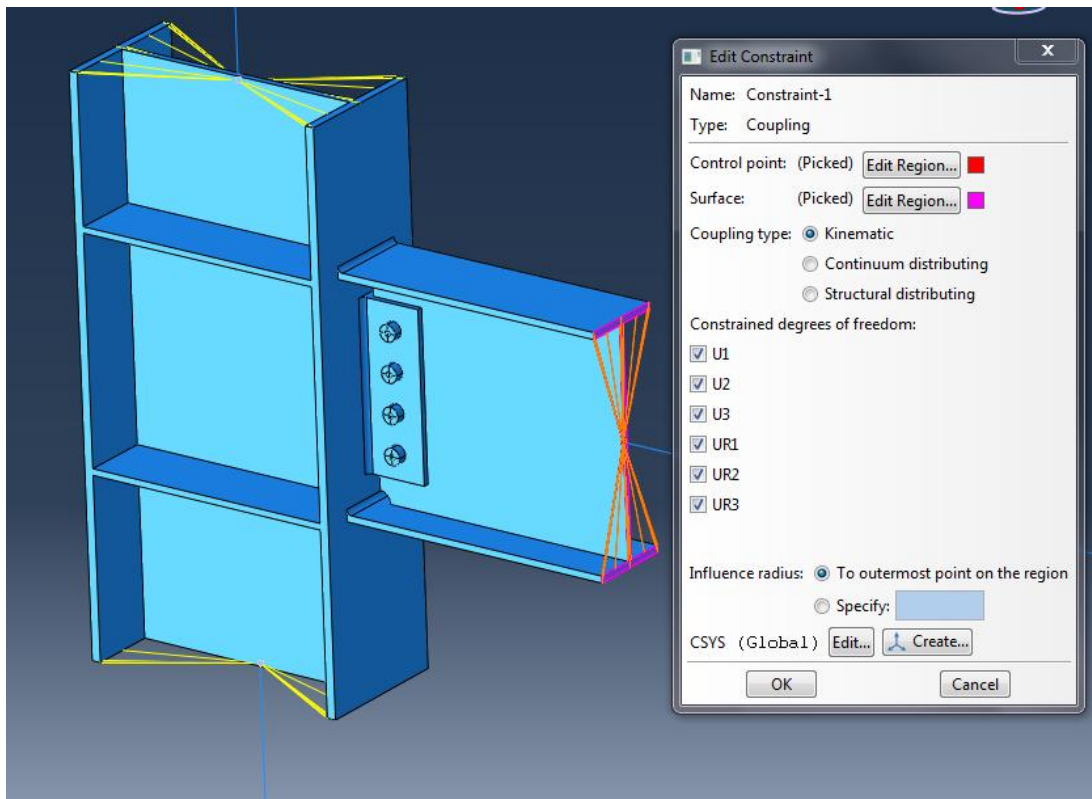 Edit Constraint
X
Name: Constraint-1
Type: Coupling
Control point: (Picked) Edit Region...
Surface: (Picked) Edit Region...
Coupling type: Kinematic
Continuum distributing
Structural distributing
Constrained degrees of freedom:
U1
U2
U3
UR1
UR2
UR3
Influence radius: To outermost point on the region
Specify:
CSYS (Global) Edit... Create...
OK Cancel